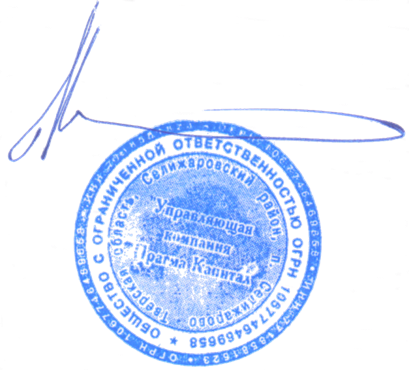 ОБЩЕСТВО С ОГРАНИЧЕННОЙ ОТВЕТСТВЕННОСТЬЮ ОГРН 1057746469658
Тверская область, Селижаровский район, п. Селижарово
Управляющая
компания
Прагма Капитал